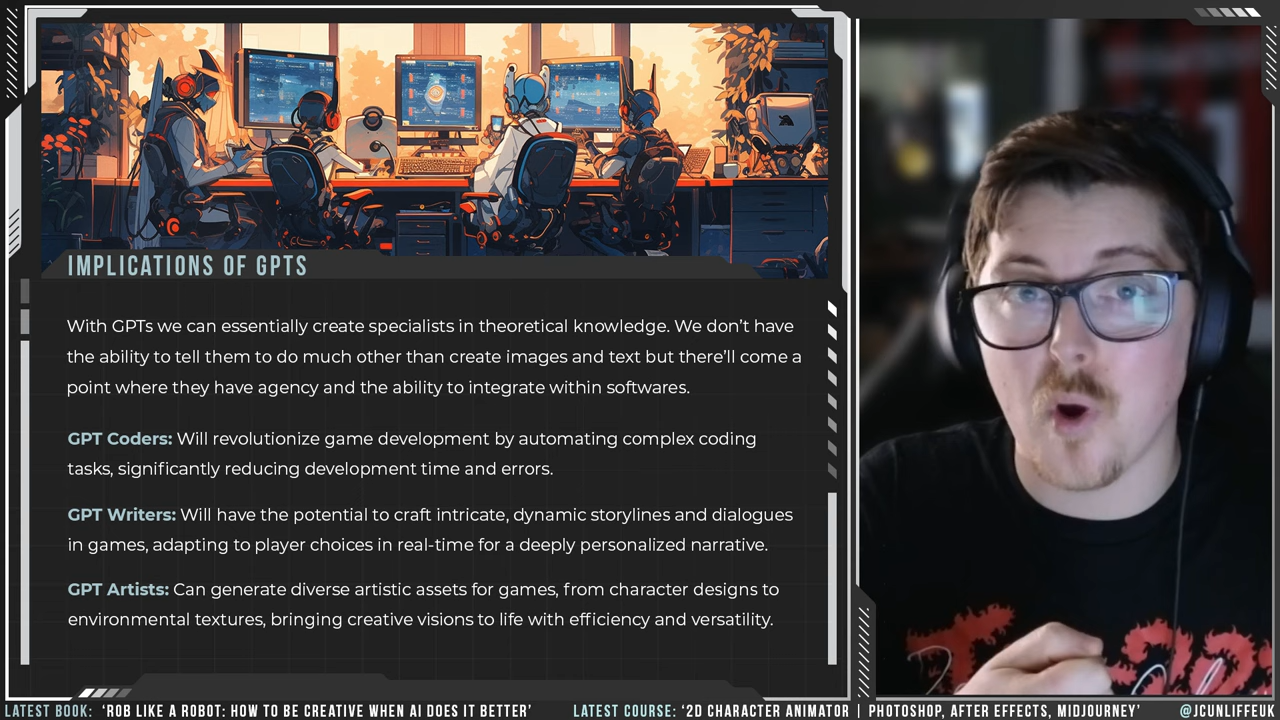 IMPLICATIONS OF GPTS
With GPTs we can essentially create specialists in theoretical knowledge. We don’t have
the ability to tell them to do much other than create images and text but there’ll come a
point where they have agency and the ability to integrate within softwares.
GPT Coders: Will revolutionize game development by automating complex coding
tasks, significantly reducing development time and errors.
GPT Writers: Will have the potential to craft intricate, dynamic storylines and dialogues
in games, adapting to player choices in real-time for a deeply personalized narrative.
GPT Artists: Can generate diverse artistic assets for games, from character designs to
environmental textures, bringing creative visions to life with efficiency and versatility.
LATEST BOOK: ‘ROB LIKE A ROBOT: HOW TO BE CREATIVE WHEN AI DOES IT BETTER’ LATEST COURSE: ‘2D CHARACTER ANIMATOR | PHOTOSHOP, AFTER EFFECTS, MIDJOURNEY’ @JCUNLIFFEUK